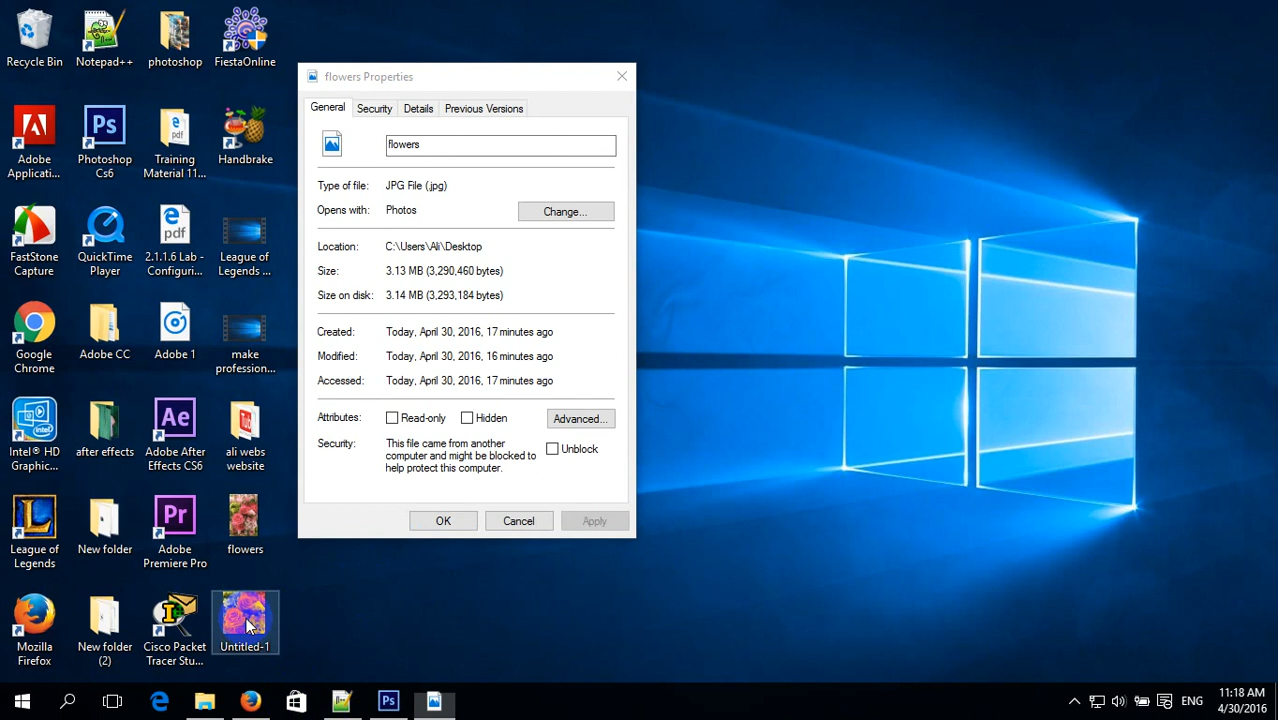 Recycle Bin
Notepad++
photoshop
FiestaOnline
Adobe
Applicati...
Photoshop
Cs6
Training
Material 11...
Handbrake
FastStone
Capture
QuickTime
Player
2.1.1.6 Lab
- Configuri...
League of
Legends ...
Google
Chrome
Adobe CC
Adobe 1
make
profession...
Intel® HD
Graphic...
after effects
Adobe After
Effects CS6
ali webs
website
League of
Legends
New folder
Adobe
Premiere Pro
flowers
Mozilla
Firefox
New folder
(2)
Cisco Packet
Tracer Stu...
Untitled-1
flowers Properties
General Security Details Previous Versions
flowers
Type of file: JPG File (.jpg)
Opens with: Photos Change...
Location: C:\Users\Ali\Desktop
Size: 3.13 MB (3,290,460 bytes)
Size on disk: 3.14 MB (3,293,184 bytes)
Created: Today, April 30, 2016, 17 minutes ago
Modified: Today, April 30, 2016, 16 minutes ago
Accessed: Today, April 30, 2016, 17 minutes ago
Attributes: Read-only Hidden Advanced...
Security: This file came from another
computer and might be blocked to
help protect this computer.
Unblock
OK Cancel Apply
ENG
11:18 AM
4/30/2016